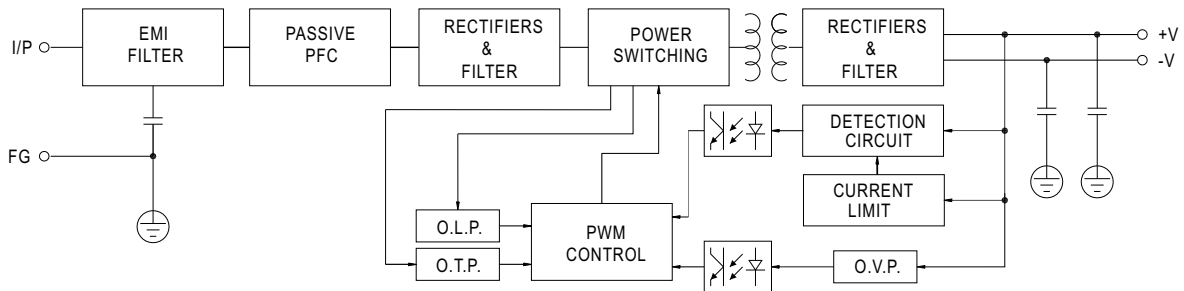 I/P
EMI
FILTER
PASSIVE
PFC
RECTIFIERS
&
FILTER
POWER
SWITCHING
RECTIFIERS
&
FILTER
+V
-V
FG
DETECTION
CIRCUIT
CURRENT
LIMIT
O.L.P.
O.T.P.
PWM
CONTROL
O.V.P.